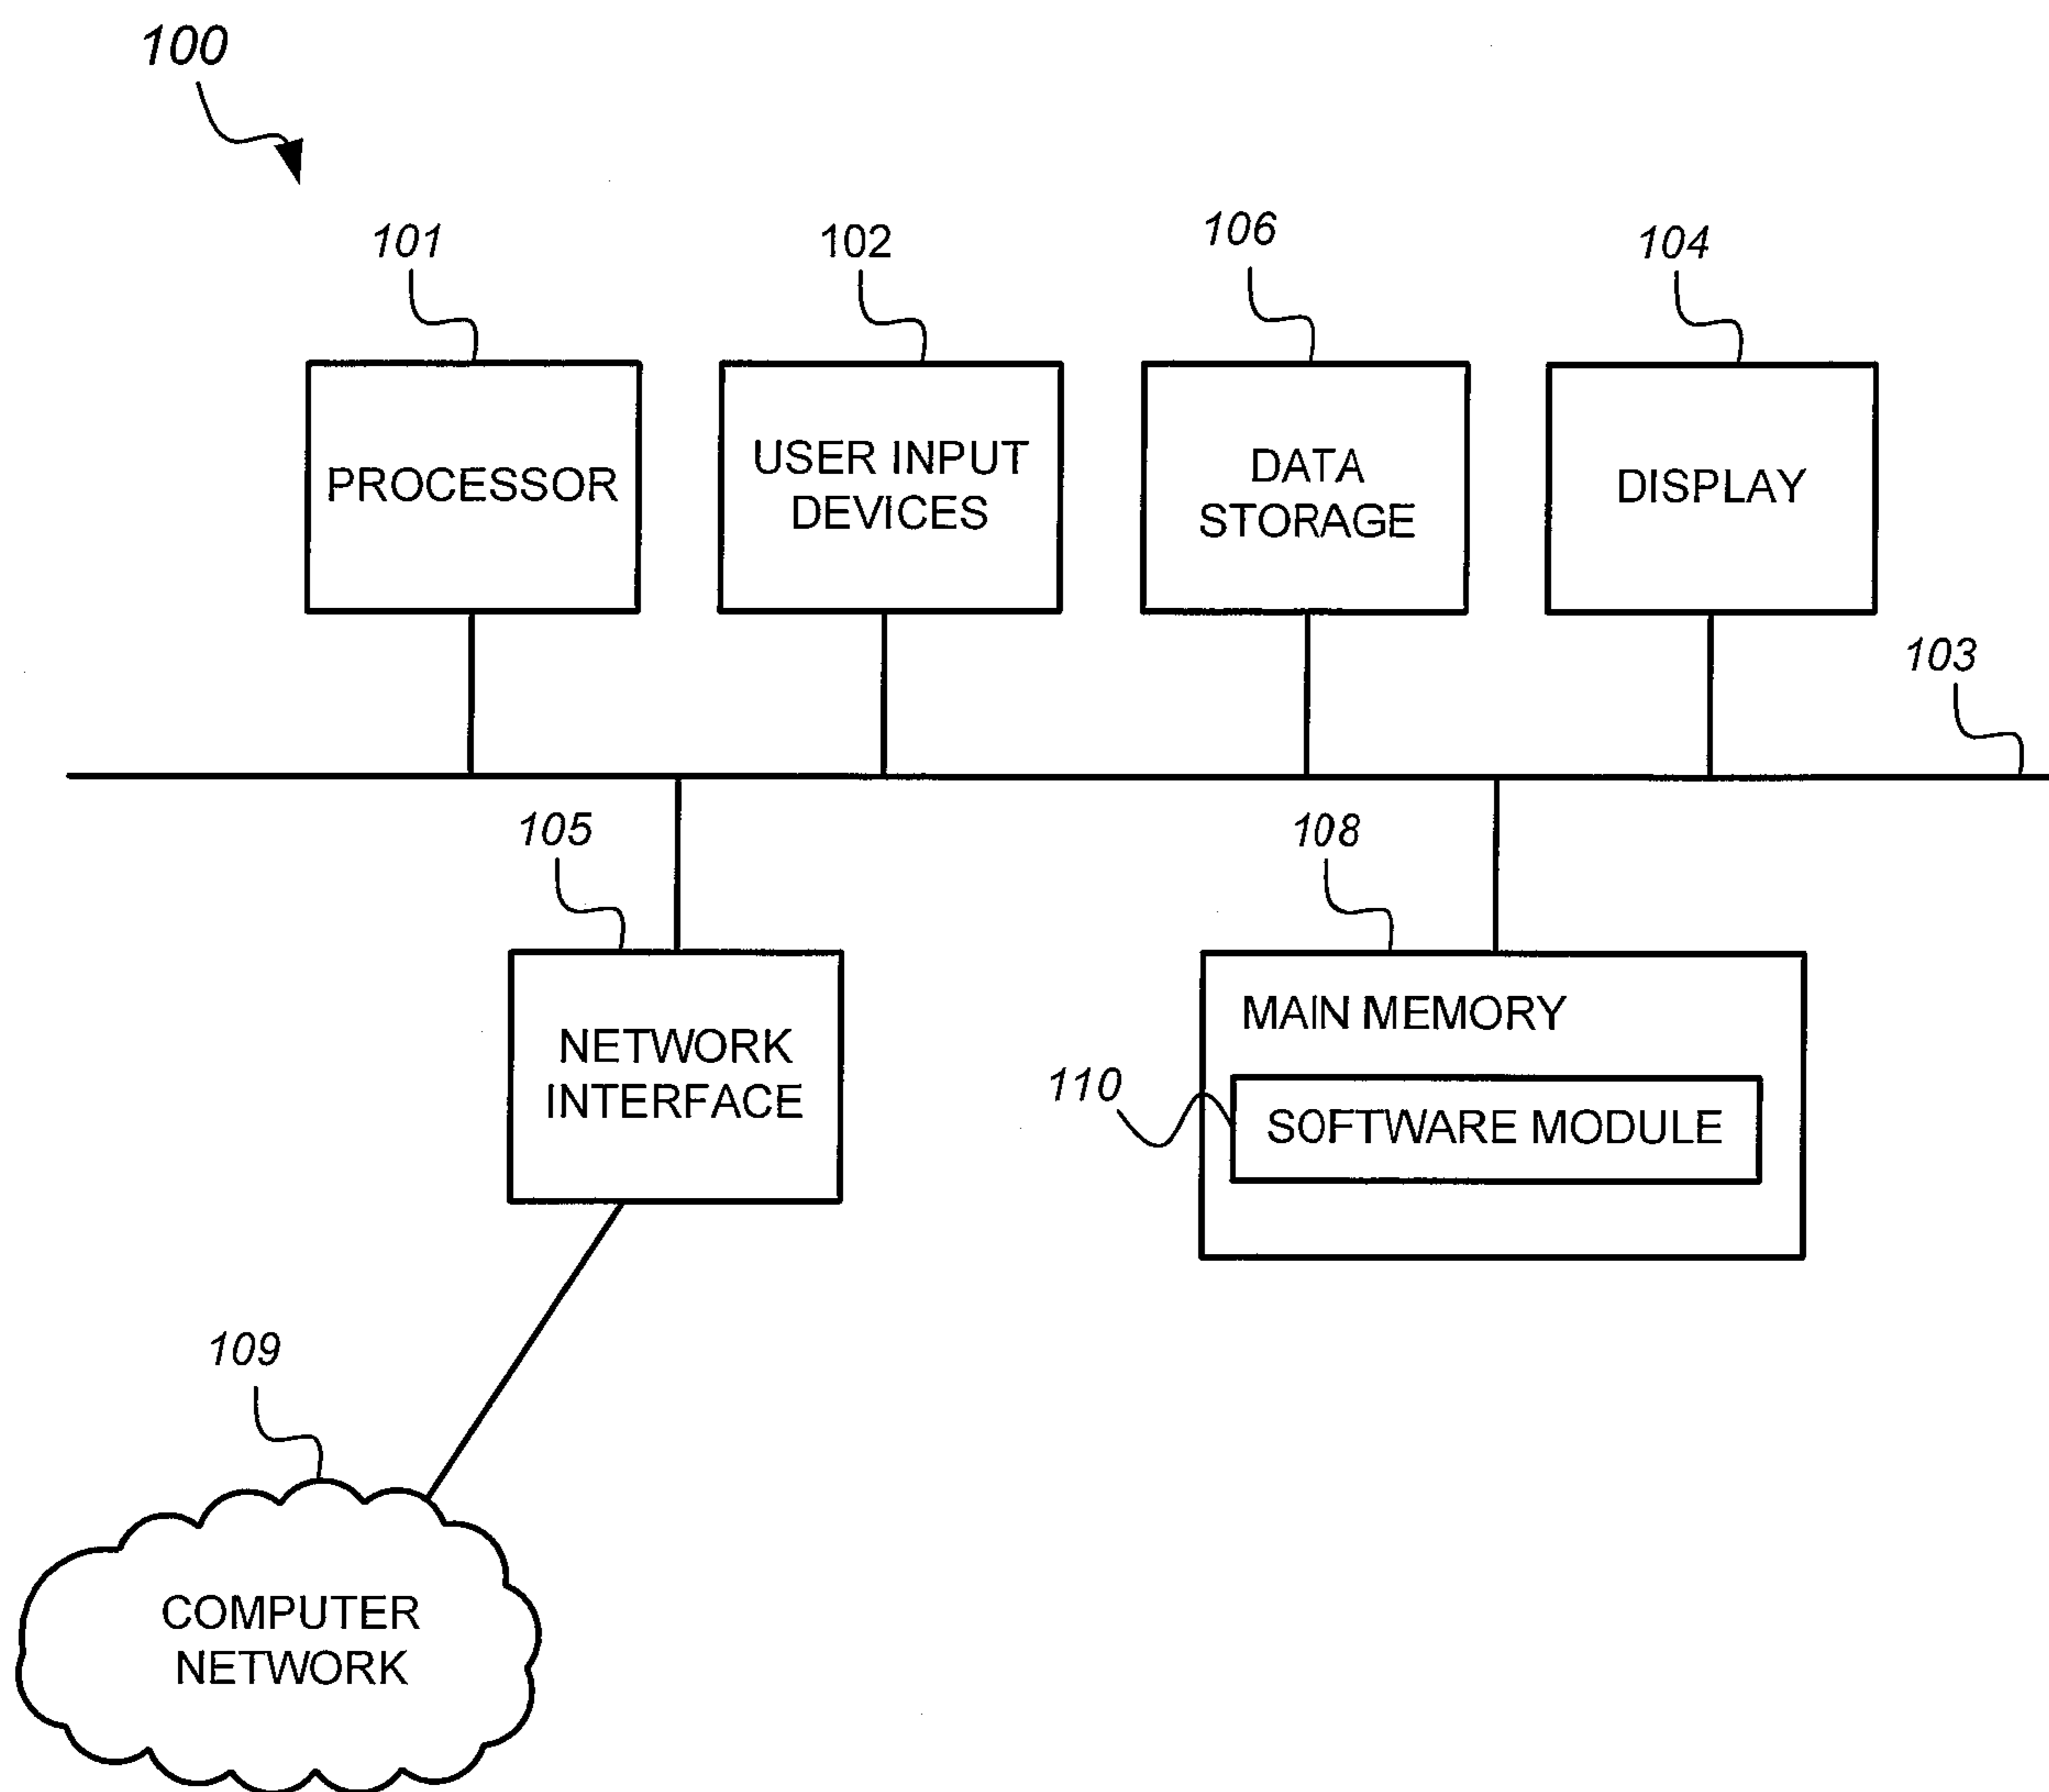 100
101
102
106
104
PROCESSOR
USER INPUT
DEVICES
DATA
STORAGE
DISPLAY
103
105
108
NETWORK
INTERFACE
MAIN MEMORY
110
SOFTWARE MODULE
109
COMPUTER
NETWORK